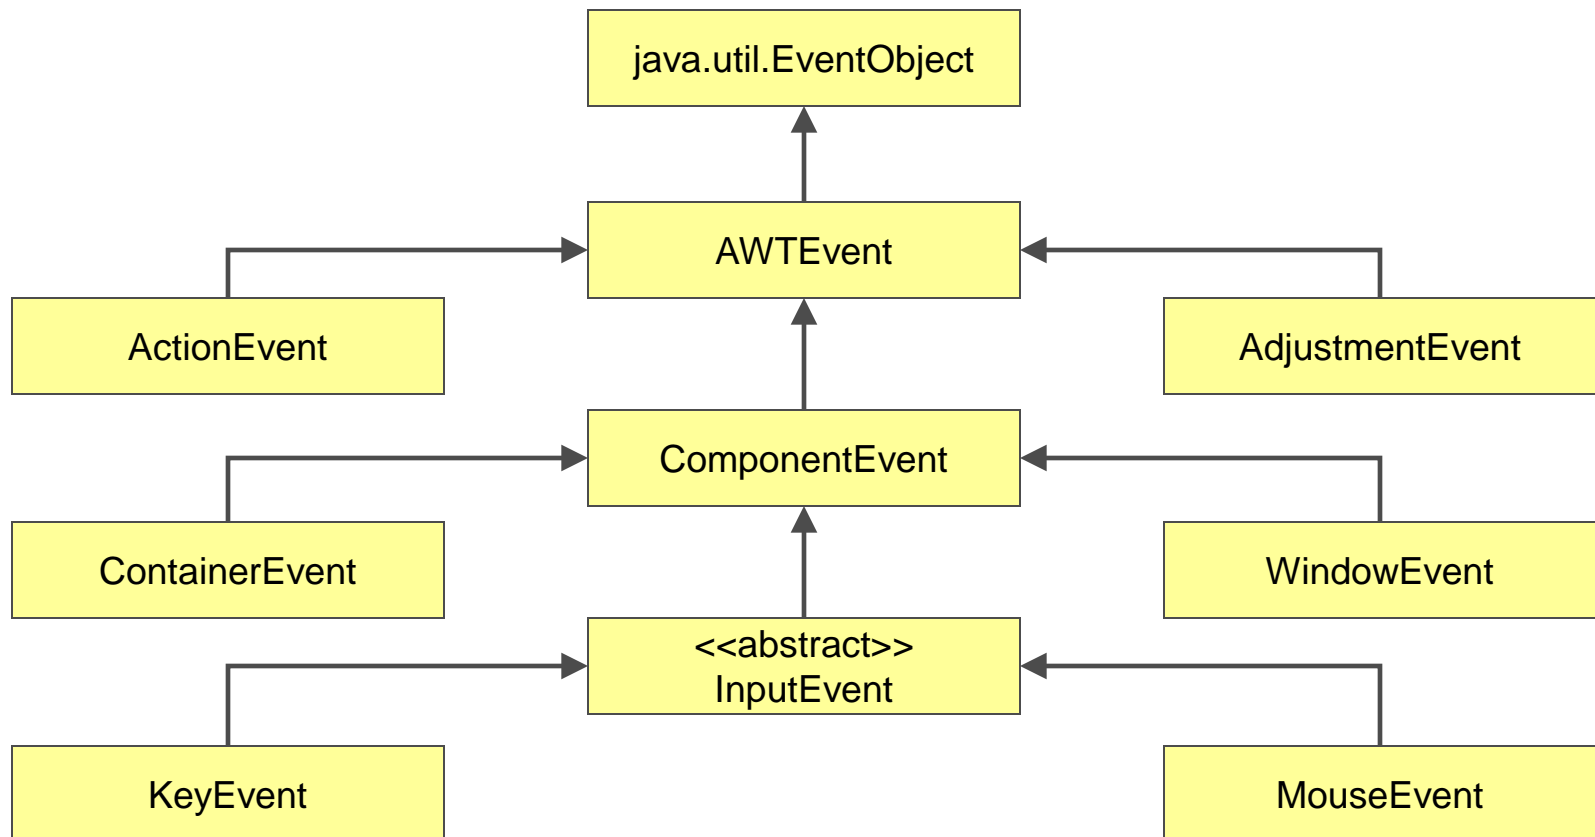 java.util.EventObject
AWTEvent
ActionEvent
AdjustmentEvent
ComponentEvent
ContainerEvent
WindowEvent
<<abstract>>
InputEvent
KeyEvent
MouseEvent